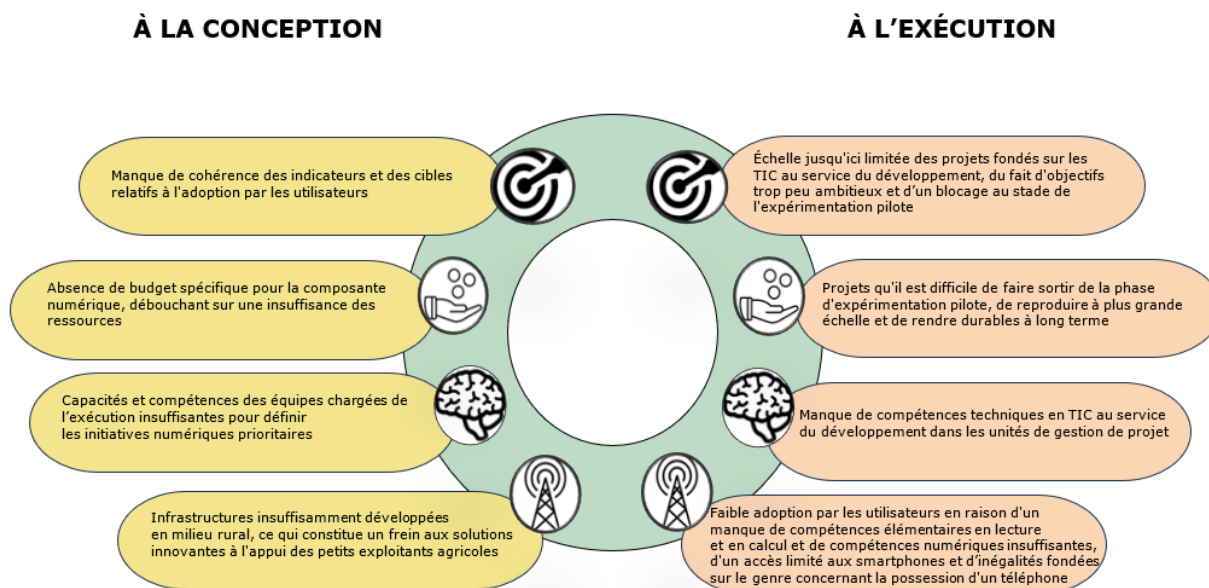 À LA CONCEPTION
Manque de cohérence des indicateurs et des cibles
relatifs à l'adoption par les utilisateurs
Absence de budget spécifique pour la composante
numérique, débouchant sur une insuffisance des
ressources
Capacités et compétences des équipes chargées de
l’exécution insuffisantes pour définir
les initiatives numériques prioritaires
Infrastructures insuffisamment développées
en milieu rural, ce qui constitue un frein aux solutions
innovantes à l'appui des petits exploitants agricoles
À L’EXÉCUTION
Échelle jusqu'ici limitée des projets fondés sur les
TIC au service du développement, du fait d'objectifs
trop peu ambitieux et d’un blocage au stade de
l'expérimentation pilote
Projets qu'il est difficile de faire sortir de la phase
d'expérimentation pilote, de reproduire à plus grande
échelle et de rendre durables à long terme
Manque de compétences techniques en TIC au service
du développement dans les unités de gestion de projet
Faible adoption par les utilisateurs en raison d'un
manque de compétences élémentaires en lecture
et en calcul et de compétences numériques insuffisantes,
d'un accès limité aux smartphones et d’inégalités fondées
sur le genre concernant la possession d'un téléphone